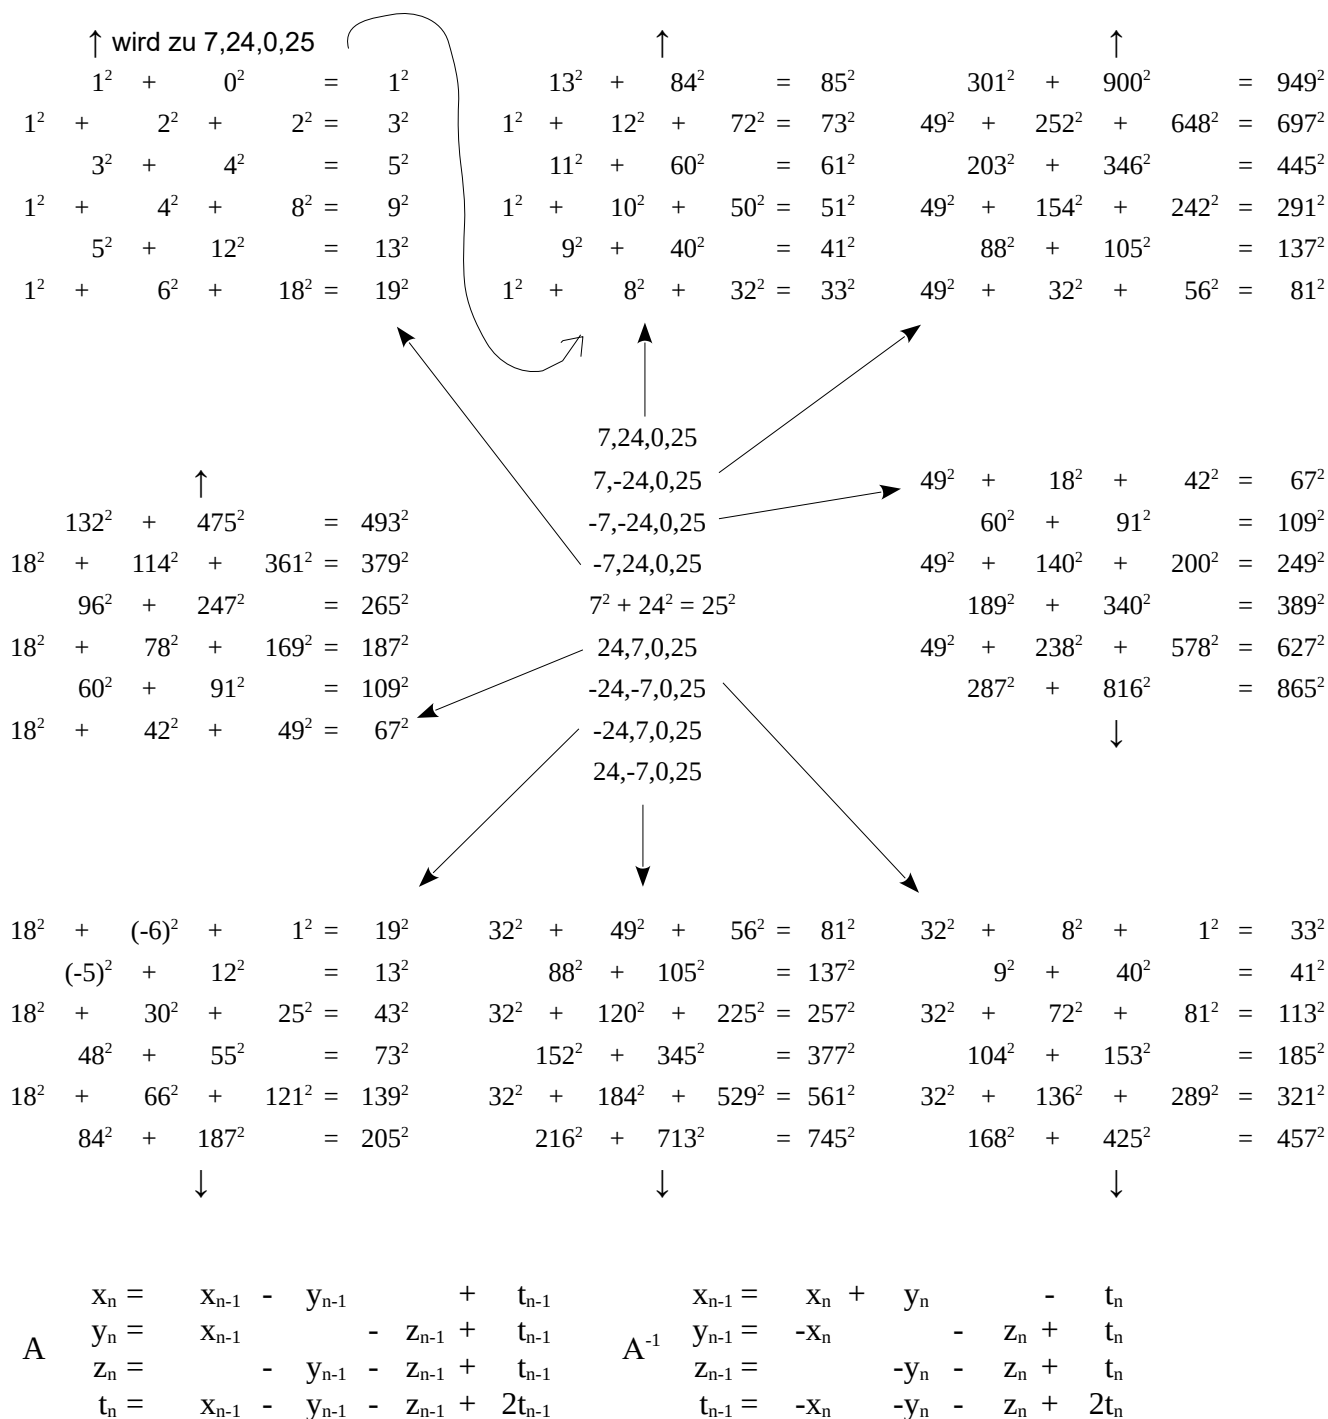 ↑ wird zu 7,24,0,25 ↑ ↑
1² + 0² = 1² 13² + 84² = 85² 301² + 900² = 949²
1² + 2² + 2² = 3² 1² + 12² + 72² = 73² 49² + 252² + 648² = 697²
3² + 4² = 5² 11² + 60² = 61² 203² + 346² = 445²
1² + 4² + 8² = 9² 1² + 10² + 50² = 51² 49² + 154² + 242² = 291²
5² + 12² = 13² 9² + 40² = 41² 88² + 105² = 137²
1² + 6² + 18² = 19² 1² + 8² + 32² = 33² 49² + 32² + 56² = 81²
7,24,0,25
↑ 7,-24,0,25 49² + 18² + 42² = 67²
132² + 475² = 493² -7,-24,0,25 60² + 91² = 109²
18² + 114² + 361² = 379² -7,24,0,25 49² + 140² + 200² = 249²
96² + 247² = 265² 7² + 24² = 25² 189² + 340² = 389²
18² + 78² + 169² = 187² 24,7,0,25 49² + 238² + 578² = 627²
60² + 91² = 109² -24,-7,0,25 287² + 816² = 865²
18² + 42² + 49² = 67² -24,7,0,25 ↓
24,-7,0,25
18² + (-6)² + 1² = 19² 32² + 49² + 56² = 81² 32² + 8² + 1² = 33²
(-5)² + 12² = 13² 88² + 105² = 137² 9² + 40² = 41²
18² + 30² + 25² = 43² 32² + 120² + 225² = 257² 32² + 72² + 81² = 113²
48² + 55² = 73² 152² + 345² = 377² 104² + 153² = 185²
18² + 66² + 121² = 139² 32² + 184² + 529² = 561² 32² + 136² + 289² = 321²
84² + 187² = 205² 216² + 713² = 745² 168² + 425² = 457²
↓ ↓ ↓
xₙ = xₙ₋₁ - yₙ₋₁ + tₙ₋₁ xₙ₋₁ = xₙ + yₙ - tₙ
A yₙ = xₙ₋₁ - zₙ₋₁ + tₙ₋₁ A⁻¹ yₙ₋₁ = -xₙ - zₙ + tₙ
zₙ = - yₙ₋₁ - zₙ₋₁ + tₙ₋₁ zₙ₋₁ = -yₙ - zₙ + tₙ
tₙ = xₙ₋₁ - yₙ₋₁ - zₙ₋₁ + 2tₙ₋₁ tₙ₋₁ = -xₙ -yₙ - zₙ + 2tₙ